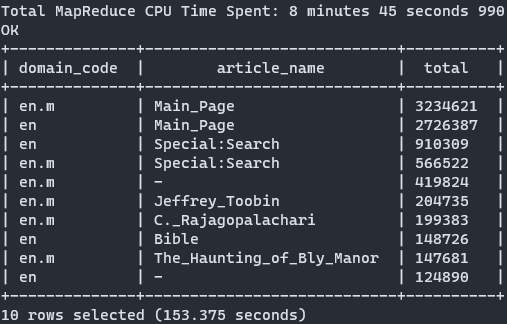 Total MapReduce CPU Time Spent: 8 minutes 45 seconds 990
OK
+--------------+----------------------------+----------+
| domain_code  |        article_name        |  total   |
+--------------+----------------------------+----------+
| en.m         | Main_Page                  | 3234621  |
| en           | Main_Page                  | 2726387  |
| en           | Special:Search             | 910309   |
| en.m         | Special:Search             | 566522   |
| en.m         | -                          | 419824   |
| en.m         | Jeffrey_Toobin             | 204735   |
| en.m         | C._Rajagopalachari         | 199383   |
| en           | Bible                      | 148726   |
| en.m         | The_Haunting_of_Bly_Manor  | 147681   |
| en           | -                          | 124890   |
+--------------+----------------------------+----------+
10 rows selected (153.375 seconds)